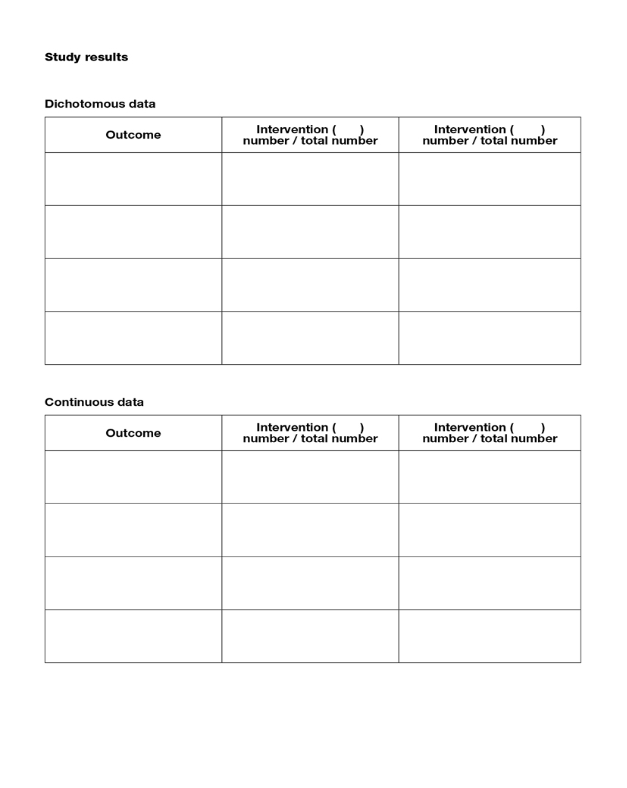 Study results
Dichotomous data
Outcome
Intervention (      )
number / total number
Intervention (      )
number / total number
Continuous data
Outcome
Intervention (      )
number / total number
Intervention (      )
number / total number